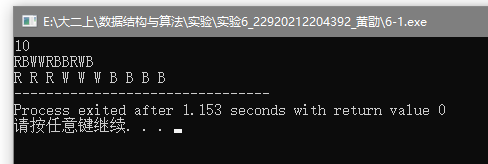 E:\大二上\数据结构与算法\实验\实验6_22920212204392_黄勖\6-1.exe
10
RBWWRBBRWB
R R R W W W B B B B
--------------------------------
Process exited after 1.153 seconds with return value 0
请按任意键继续. . .